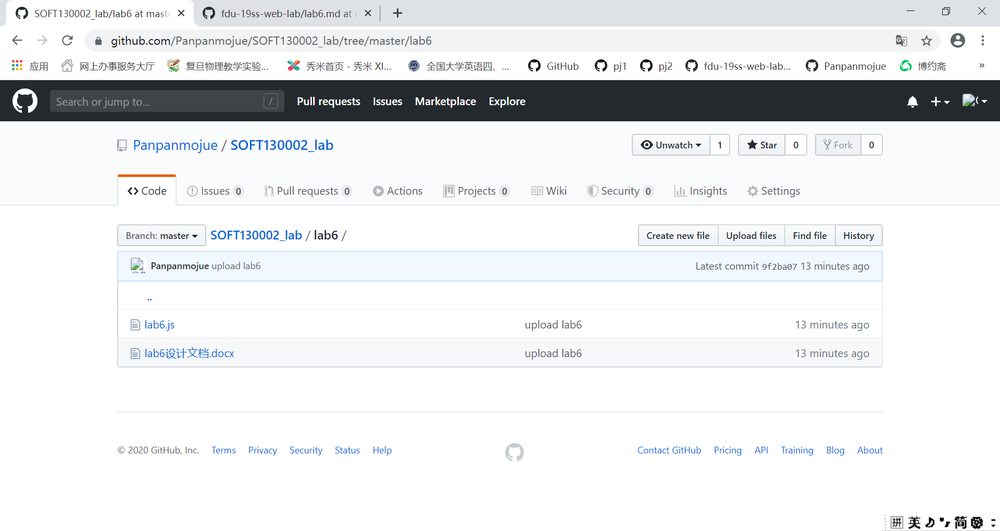 SOFT130002_lab/lab6 at mast
fdu-19ss-web-lab/lab6.md at
github.com/Panpanmojue/SOFT130002_lab/tree/master/lab6
应用 网上办事服务大厅 复旦物理教学实验... 秀米首页 - 秀米 XI... 全国大学英语四、... GitHub pj1 pj2 fdu-19ss-web-lab... Panpanmojue 博约斋 »
Search or jump to... / Pull requests Issues Marketplace Explore
Panpanmojue / SOFT130002_lab Unwatch 1 Star 0 Fork 0
Code Issues 0 Pull requests 0 Actions Projects 0 Wiki Security 0 Insights Settings
Branch: master SOFT130002_lab / lab6 / Create new file Upload files Find file History
Panpanmojue upload lab6 Latest commit 9f2ba07 13 minutes ago
..
lab6.js upload lab6 13 minutes ago
lab6设计文档.docx upload lab6 13 minutes ago
© 2020 GitHub, Inc. Terms Privacy Security Status Help Contact GitHub Pricing API Training Blog About
拼 英 简